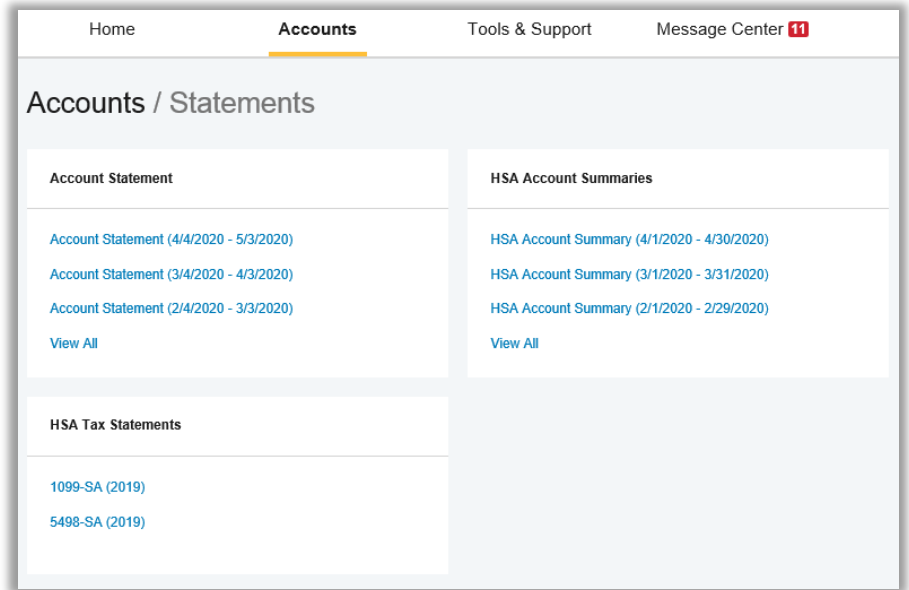 Home Accounts Tools & Support Message Center 11
Accounts / Statements
Account Statement
Account Statement (4/4/2020 - 5/3/2020)
Account Statement (3/4/2020 - 4/3/2020)
Account Statement (2/4/2020 - 3/3/2020)
View All
HSA Account Summaries
HSA Account Summary (4/1/2020 - 4/30/2020)
HSA Account Summary (3/1/2020 - 3/31/2020)
HSA Account Summary (2/1/2020 - 2/29/2020)
View All
HSA Tax Statements
1099-SA (2019)
5498-SA (2019)